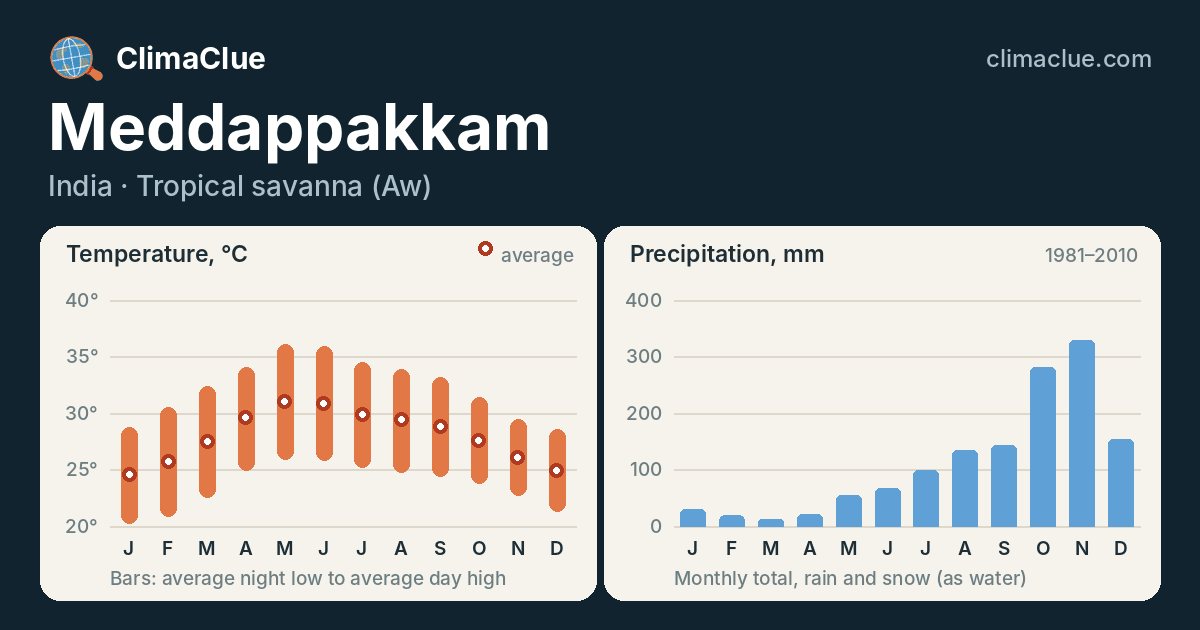 ClimaClue
climaclue.com
Meddappakkam
India · Tropical savanna (Aw)
Temperature, °C
average
40°
35°
30°
25°
20°
J F M A M J J A S O N D
Bars: average night low to average day high
Precipitation, mm
1981–2010
400
300
200
100
0
J F M A M J J A S O N D
Monthly total, rain and snow (as water)